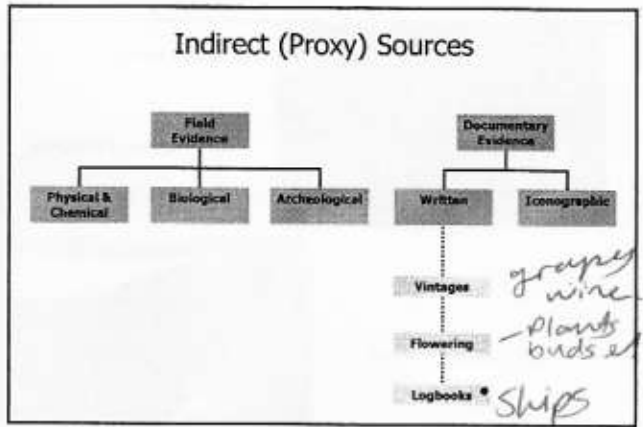 Indirect (Proxy) Sources
Field
Evidence
Documentary
Evidence
Physical &
Chemical
Biological
Archeological
Written
Iconographic
Vintages
grapes
wine
Flowering
- Plants
buds
Logbooks
ships